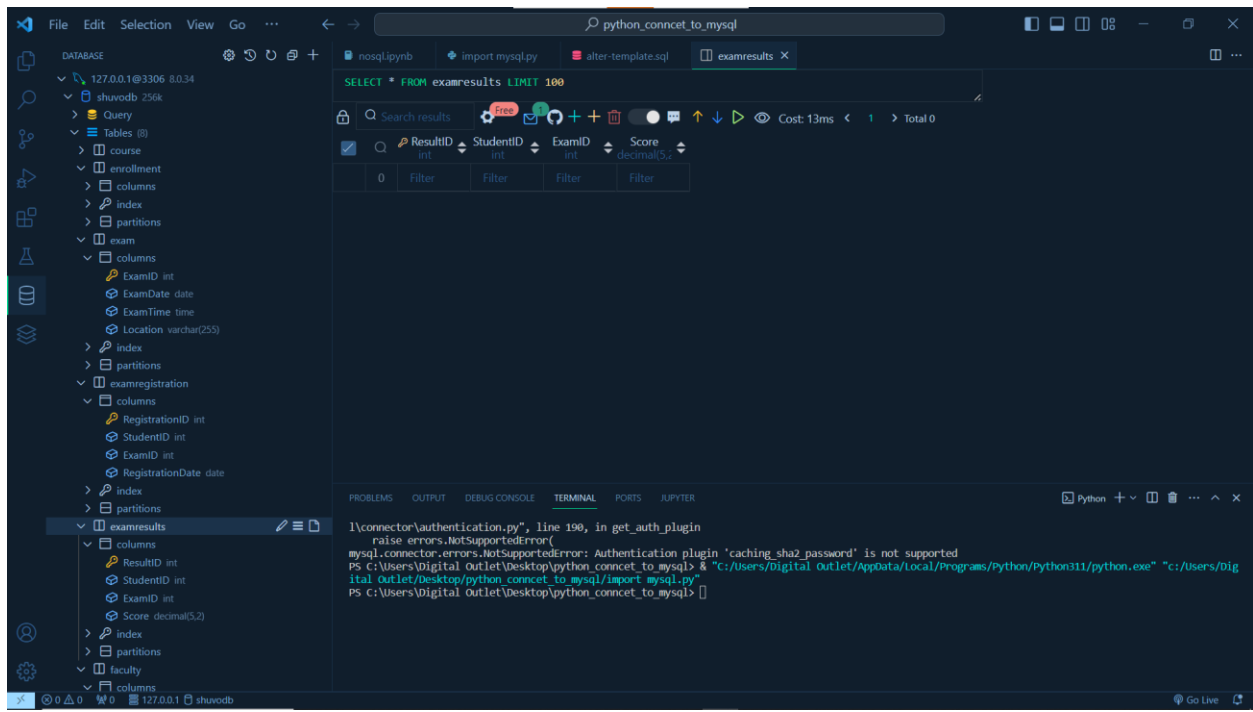 File Edit Selection View Go ··· python_conncet_to_mysql
DATABASE
127.0.0.1@3306 8.0.34
shuvodb 256k
Query
Tables (8)
course
enrollment
columns
index
partitions
exam
columns
ExamID int
ExamDate date
ExamTime time
Location varchar(255)
index
partitions
examregistration
columns
RegistrationID int
StudentID int
ExamID int
RegistrationDate date
index
partitions
examresults
columns
ResultID int
StudentID int
ExamID int
Score decimal(5,2)
index
partitions
faculty
columns
nosql.ipynb import mysql.py alter-template.sql examresults
SELECT * FROM examresults LIMIT 100
Search results Free 1 Cost: 13ms 1 Total 0
ResultID StudentID ExamID Score
int int int decimal(5,2
0 Filter Filter Filter Filter
PROBLEMS OUTPUT DEBUG CONSOLE TERMINAL PORTS JUPYTER Python
l\connector\authentication.py", line 190, in get_auth_plugin
raise errors.NotSupportedError(
mysql.connector.errors.NotSupportedError: Authentication plugin 'caching_sha2_password' is not supported
PS C:\Users\Digital Outlet\Desktop\python_conncet_to_mysql> & "C:/Users/Digital Outlet/AppData/Local/Programs/Python/Python311/python.exe" "c:/Users/Dig
ital Outlet/Desktop/python_conncet_to_mysql/import mysql.py"
PS C:\Users\Digital Outlet\Desktop\python_conncet_to_mysql>
0 0 0 127.0.0.1 shuvodb Go Live